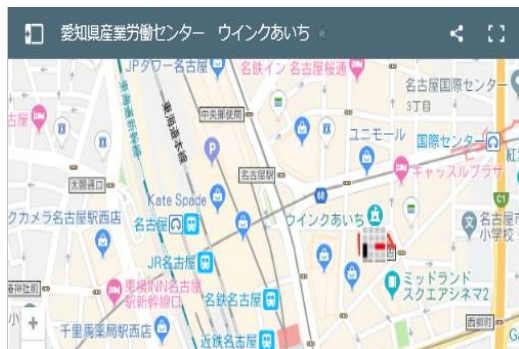 愛知県産業労働センター ウインクあいち
JPタワー名古屋
名鉄イン 名古屋桜通
名古屋国際センター
3丁目
古屋
東海道新幹線
東海道本線
中央郵便局
ユニモール
国際センター
太閤通口
名古屋駅
キャッスルプラザ
68
C1
Kate Spade
ウインクあいち
クカメラ名古屋駅西店
名古屋
小学校
JR名古屋
ミッドランド
スクエアシネマ2
東横INN名古屋
駅新幹線口
名鉄名古屋
小
+
千里馬薬局駅西店
近鉄名古屋
西柳町